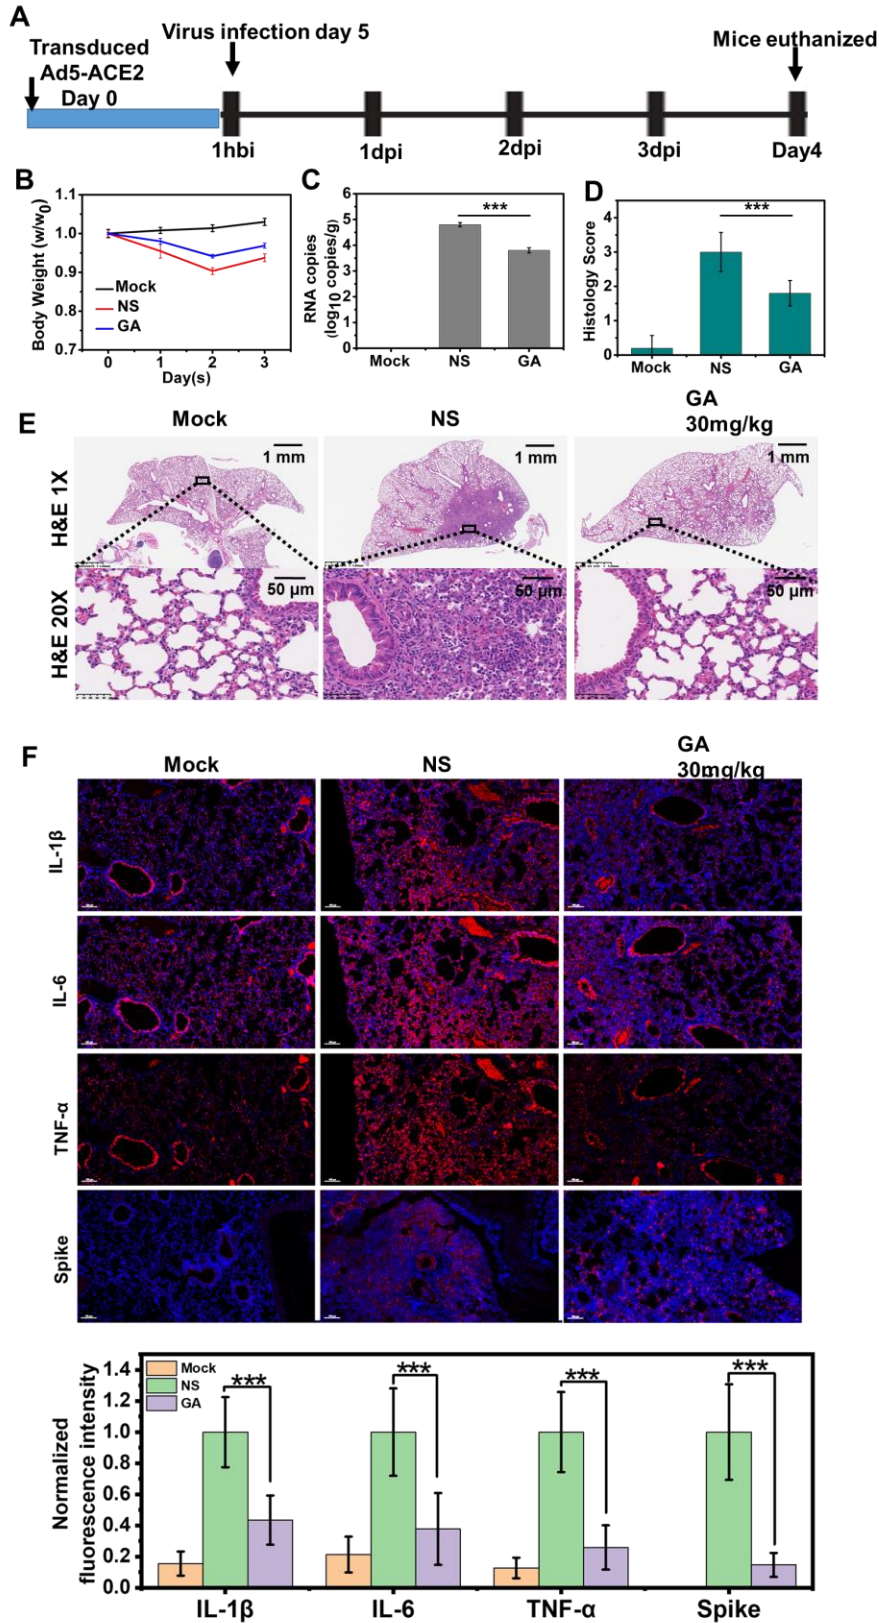 A
Virus infection day 5
Mice euthanized
Transduced
Ad5-ACE2
Day 0
1hbi
1dpi
2dpi
3dpi
Day4
B
Body Weight (w/w0)
1.1
1.0
0.9
0.8
0.7
Mock
NS
GA
0
1
2
3
Day(s)
C
RNA copies
(log10 copies/g)
6
5
4
3
2
1
0
***
Mock
NS
GA
D
Histology Score
4
3
2
1
0
***
Mock
NS
GA
E
Mock
NS
GA
30mg/kg
H&E 1X
1 mm
1 mm
1 mm
H&E 20X
50 µm
50 µm
50 µm
F
Mock
NS
GA
30mg/kg
IL-1β
IL-6
TNF-α
Spike
Normalized
fluorescence intensity
1.4
1.2
1.0
0.8
0.6
0.4
0.2
0.0
Mock
NS
GA
***
***
***
***
IL-1β
IL-6
TNF-α
Spike